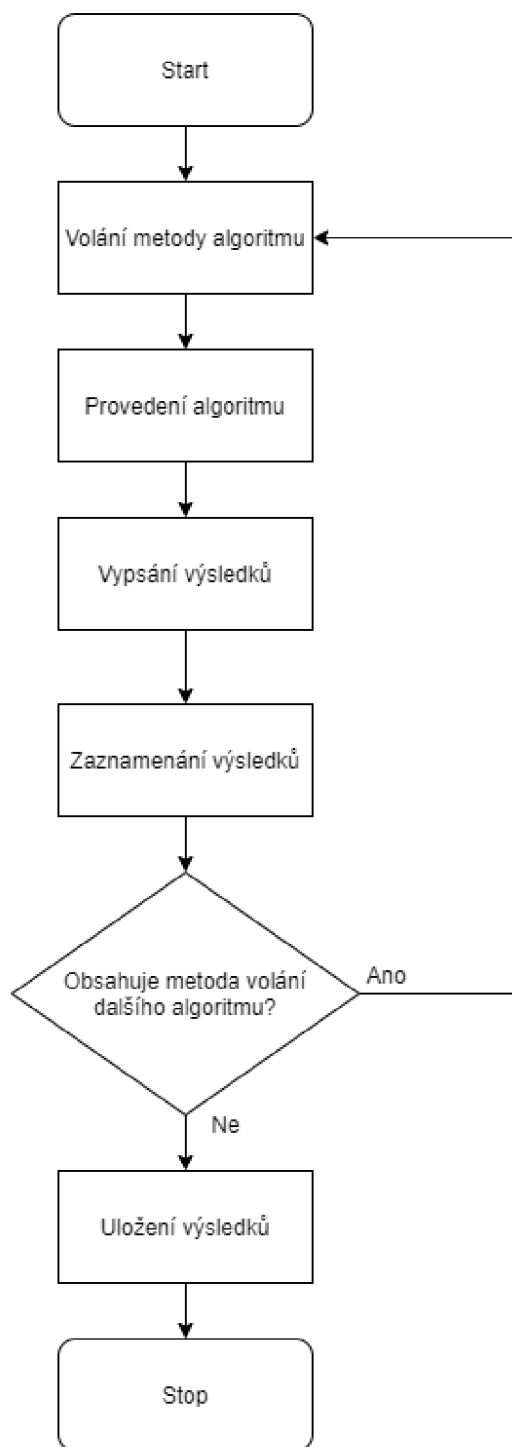 Start
Volání metody algoritmu
Provedení algoritmu
Vypsání výsledků
Zaznamenání výsledků
Obsahuje metoda volání
dalšího algoritmu?
Ano
Ne
Uložení výsledků
Stop